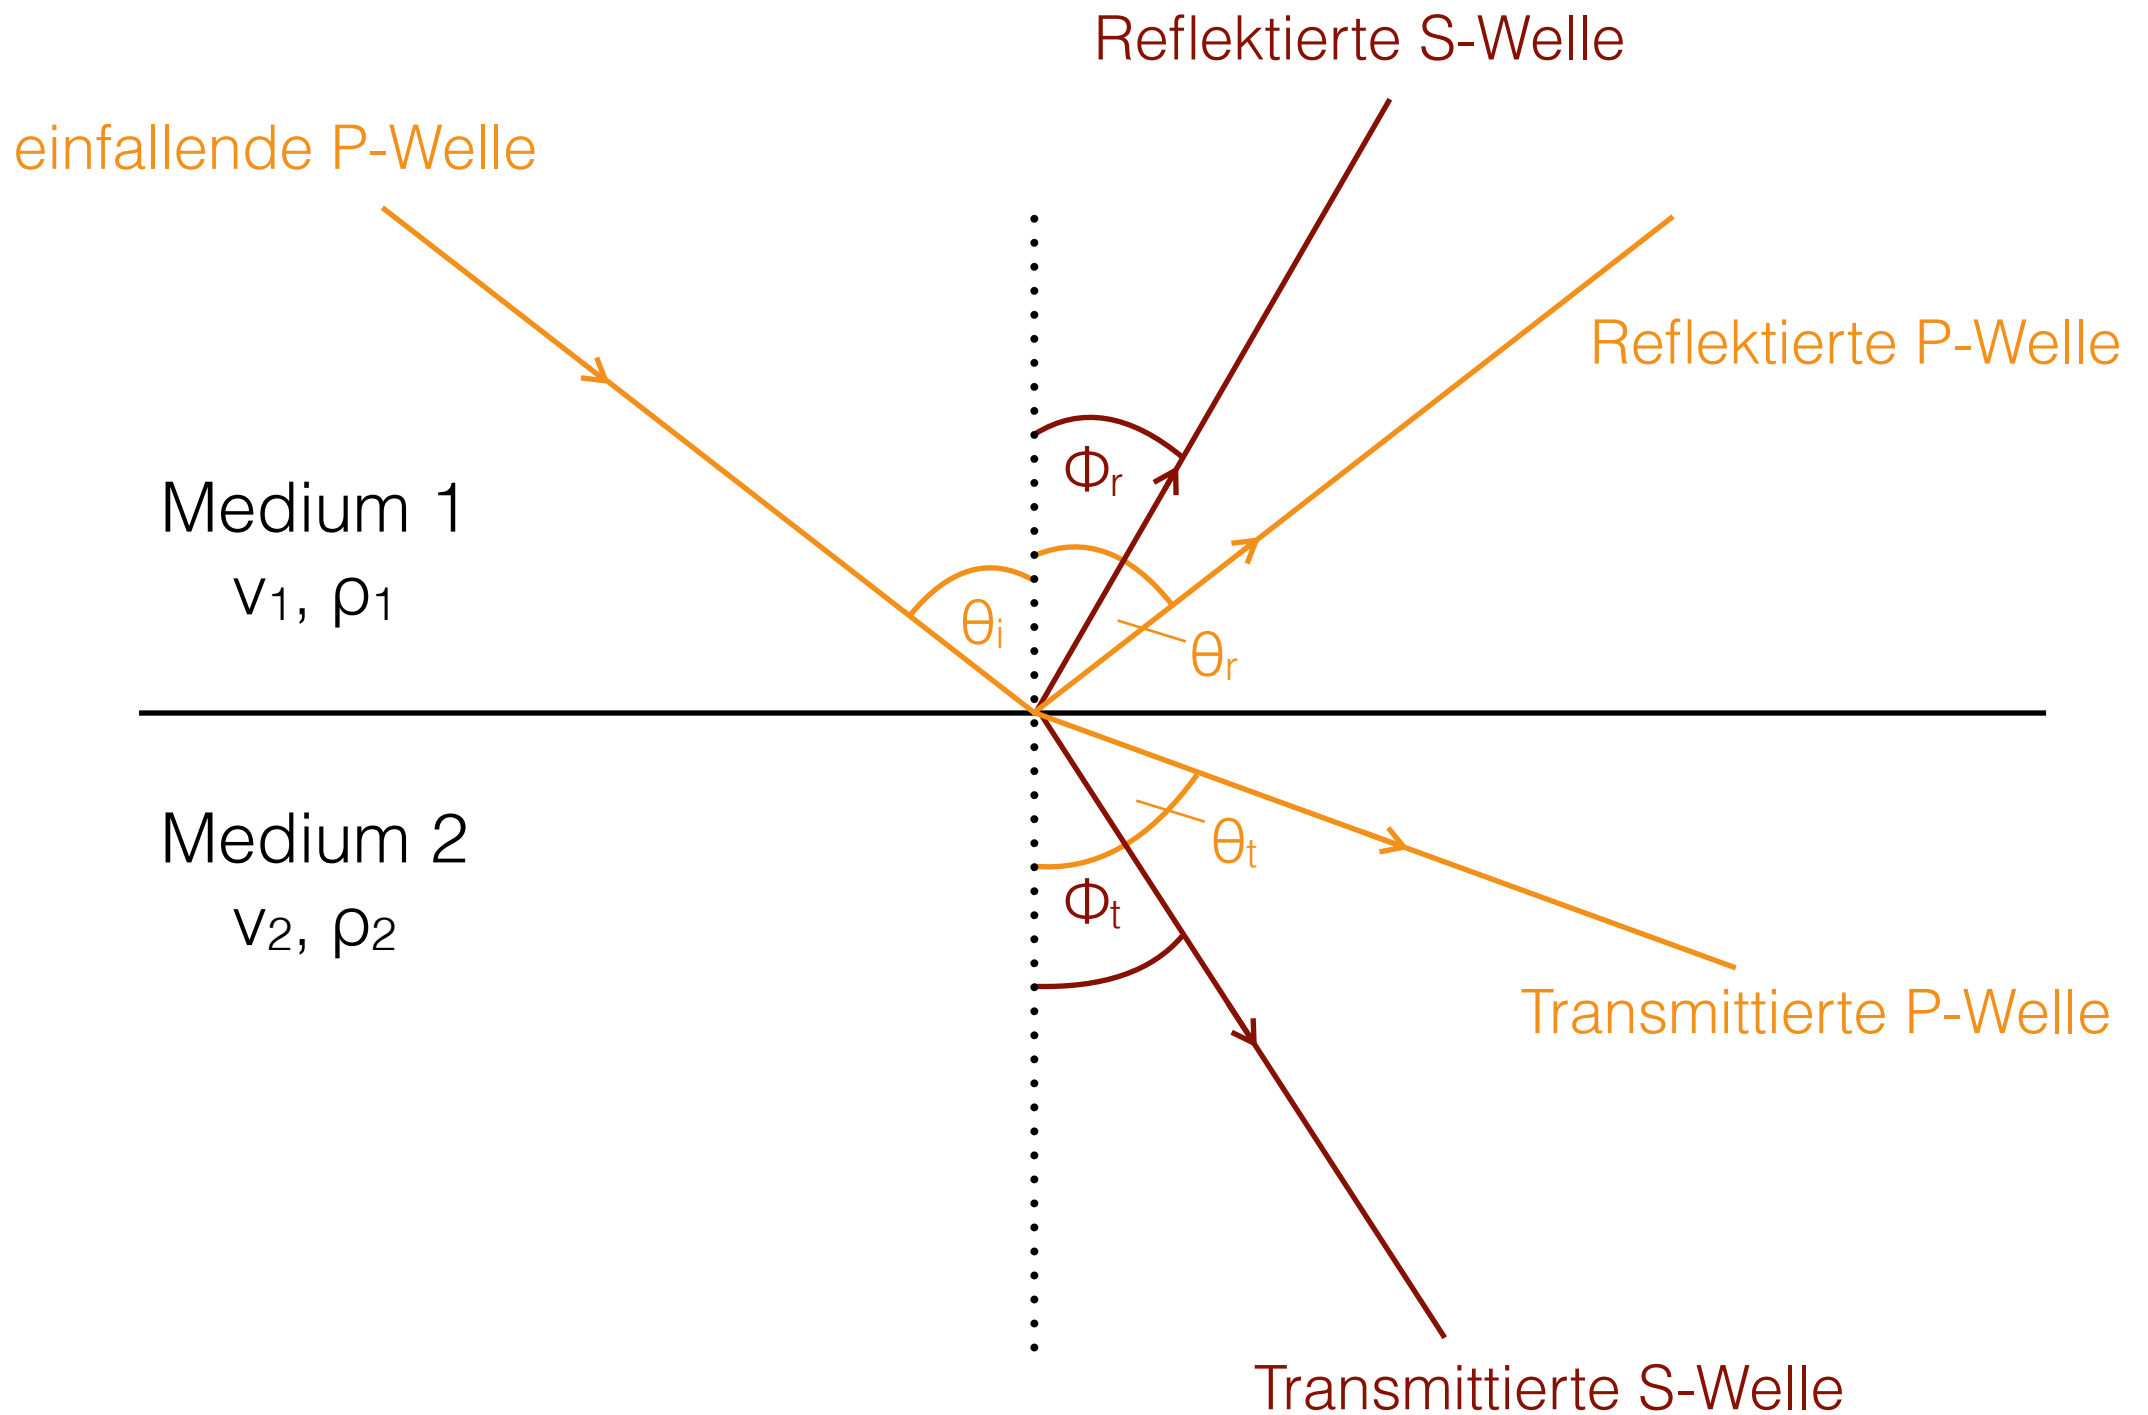 Reflektierte S-Welle
einfallende P-Welle
Reflektierte P-Welle
Φr
Medium 1
v1, ρ1
θi
θr
Medium 2
v2, ρ2
θt
Φt
Transmittierte P-Welle
Transmittierte S-Welle